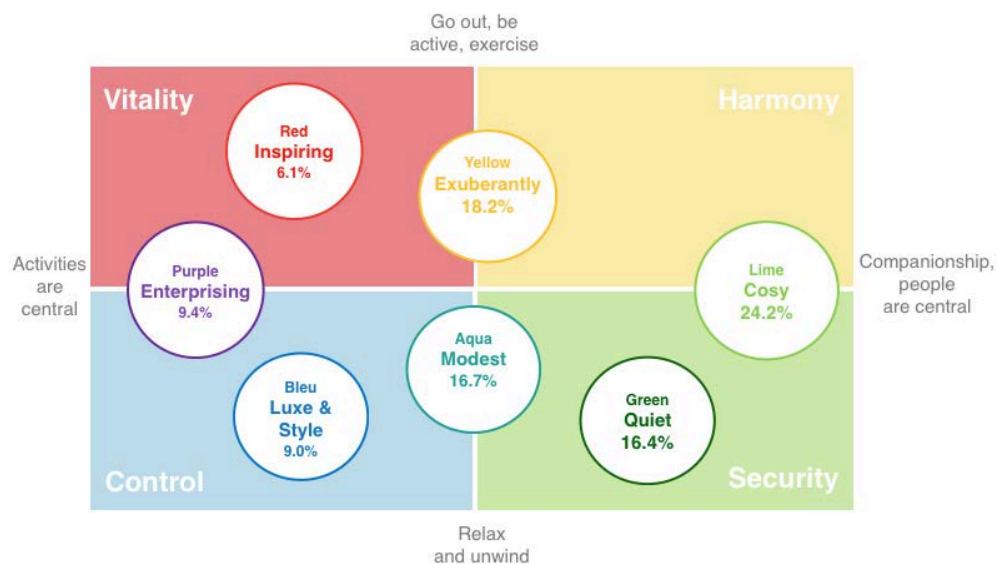 Go out, be
active, exercise
Vitality
Harmony
Red
Inspiring
6.1%
Yellow
Exuberantly
18.2%
Activities
are
central
Purple
Enterprising
9.4%
Lime
Cosy
24.2%
Companionship,
people
are central
Aqua
Modest
16.7%
Bleu
Luxe &
Style
9.0%
Green
Quiet
16.4%
Control
Security
Relax
and unwind